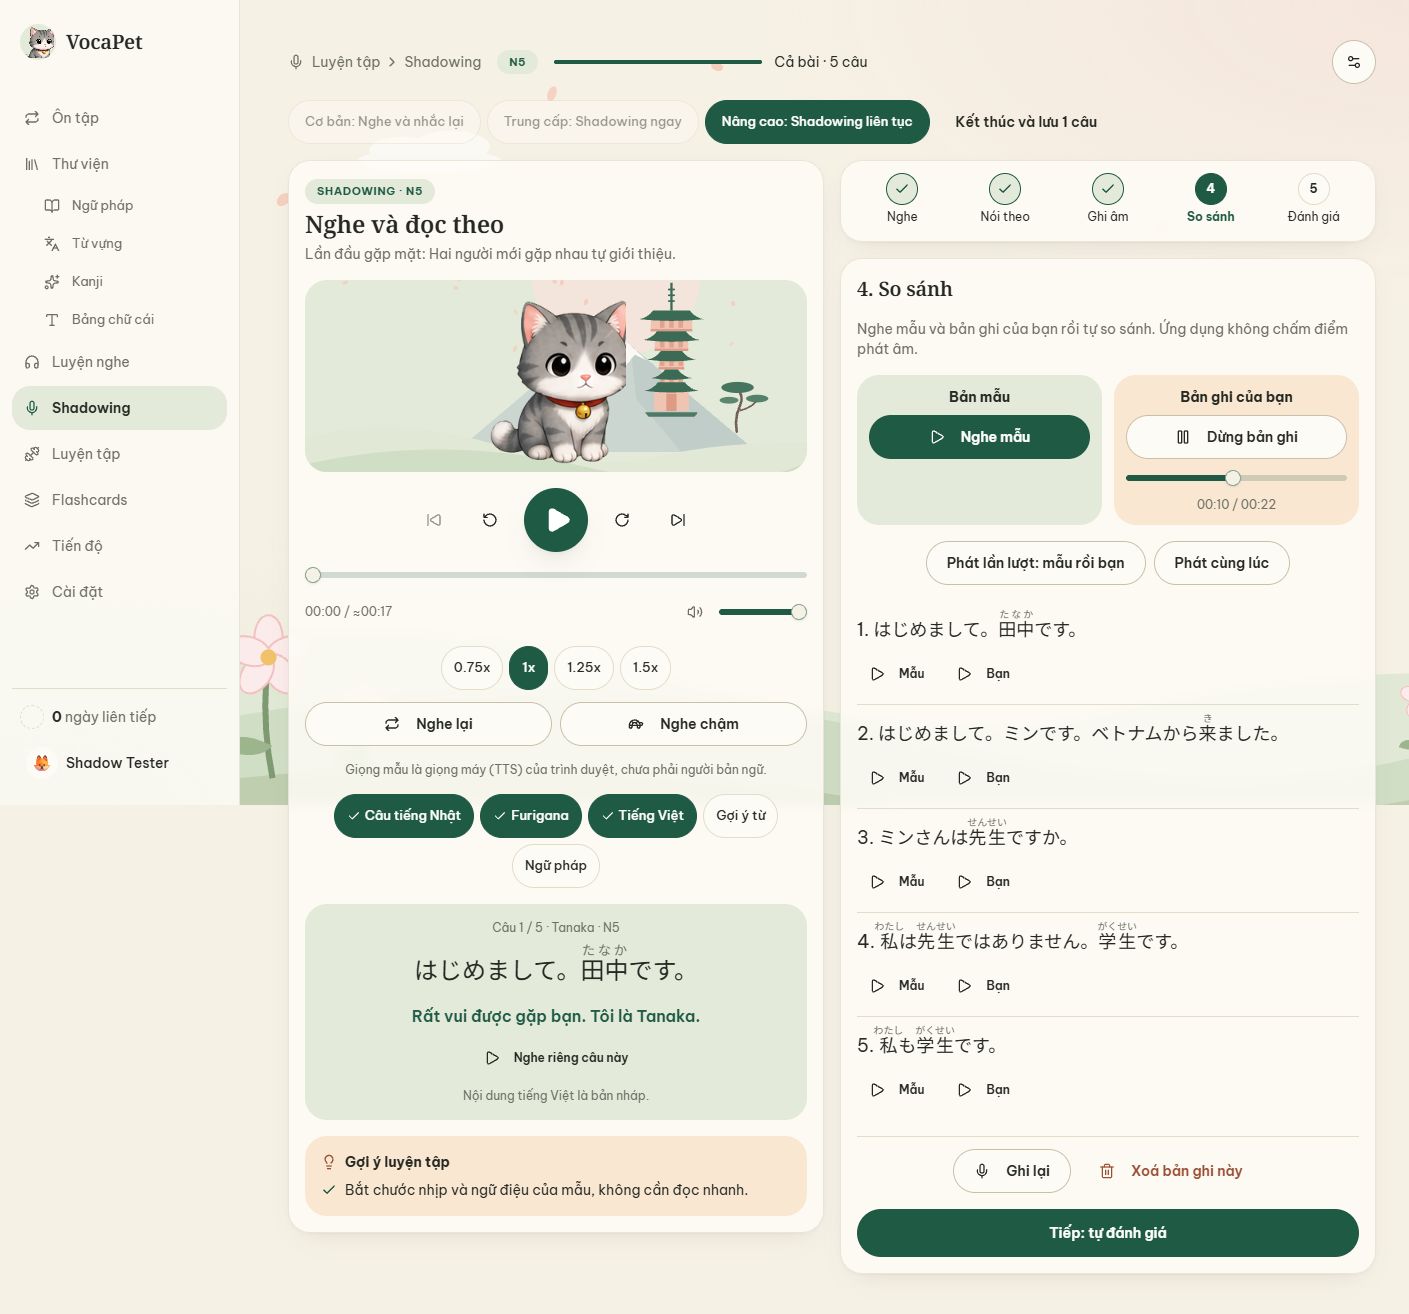 VocaPet
Ôn tập
Thư viện
Ngữ pháp
Từ vựng
Kanji
Bảng chữ cái
Luyện nghe
Shadowing
Luyện tập
Flashcards
Tiến độ
Cài đặt
0 ngày liên tiếp
Shadow Tester
Luyện tập > Shadowing N5 Cả bài · 5 câu
Cơ bản: Nghe và nhắc lại Trung cấp: Shadowing ngay Nâng cao: Shadowing liên tục Kết thúc và lưu 1 câu
SHADOWING · N5
Nghe và đọc theo
Lần đầu gặp mặt: Hai người mới gặp nhau tự giới thiệu.
00:00 / ≈00:17
0.75x 1x 1.25x 1.5x
Nghe lại Nghe chậm
Giọng mẫu là giọng máy (TTS) của trình duyệt, chưa phải người bản ngữ.
Câu tiếng Nhật Furigana Tiếng Việt Gợi ý từ
Ngữ pháp
Câu 1 / 5 · Tanaka · N5
たなか
はじめまして。田中です。
Rất vui được gặp bạn. Tôi là Tanaka.
Nghe riêng câu này
Nội dung tiếng Việt là bản nháp.
Gợi ý luyện tập
Bắt chước nhịp và ngữ điệu của mẫu, không cần đọc nhanh.
4 5
Nghe Nói theo Ghi âm So sánh Đánh giá
4. So sánh
Nghe mẫu và bản ghi của bạn rồi tự so sánh. Ứng dụng không chấm điểm
phát âm.
Bản mẫu
Nghe mẫu
Bản ghi của bạn
Dừng bản ghi
00:10 / 00:22
Phát lần lượt: mẫu rồi bạn Phát cùng lúc
たなか
1. はじめまして。田中です。
Mẫu Bạn
き
2. はじめまして。ミンです。ベトナムから来ました。
Mẫu Bạn
せんせい
3. ミンさんは先生ですか。
Mẫu Bạn
わたし せんせい がくせい
4. 私は先生ではありません。学生です。
Mẫu Bạn
わたし がくせい
5. 私も学生です。
Mẫu Bạn
Ghi lại Xoá bản ghi này
Tiếp: tự đánh giá